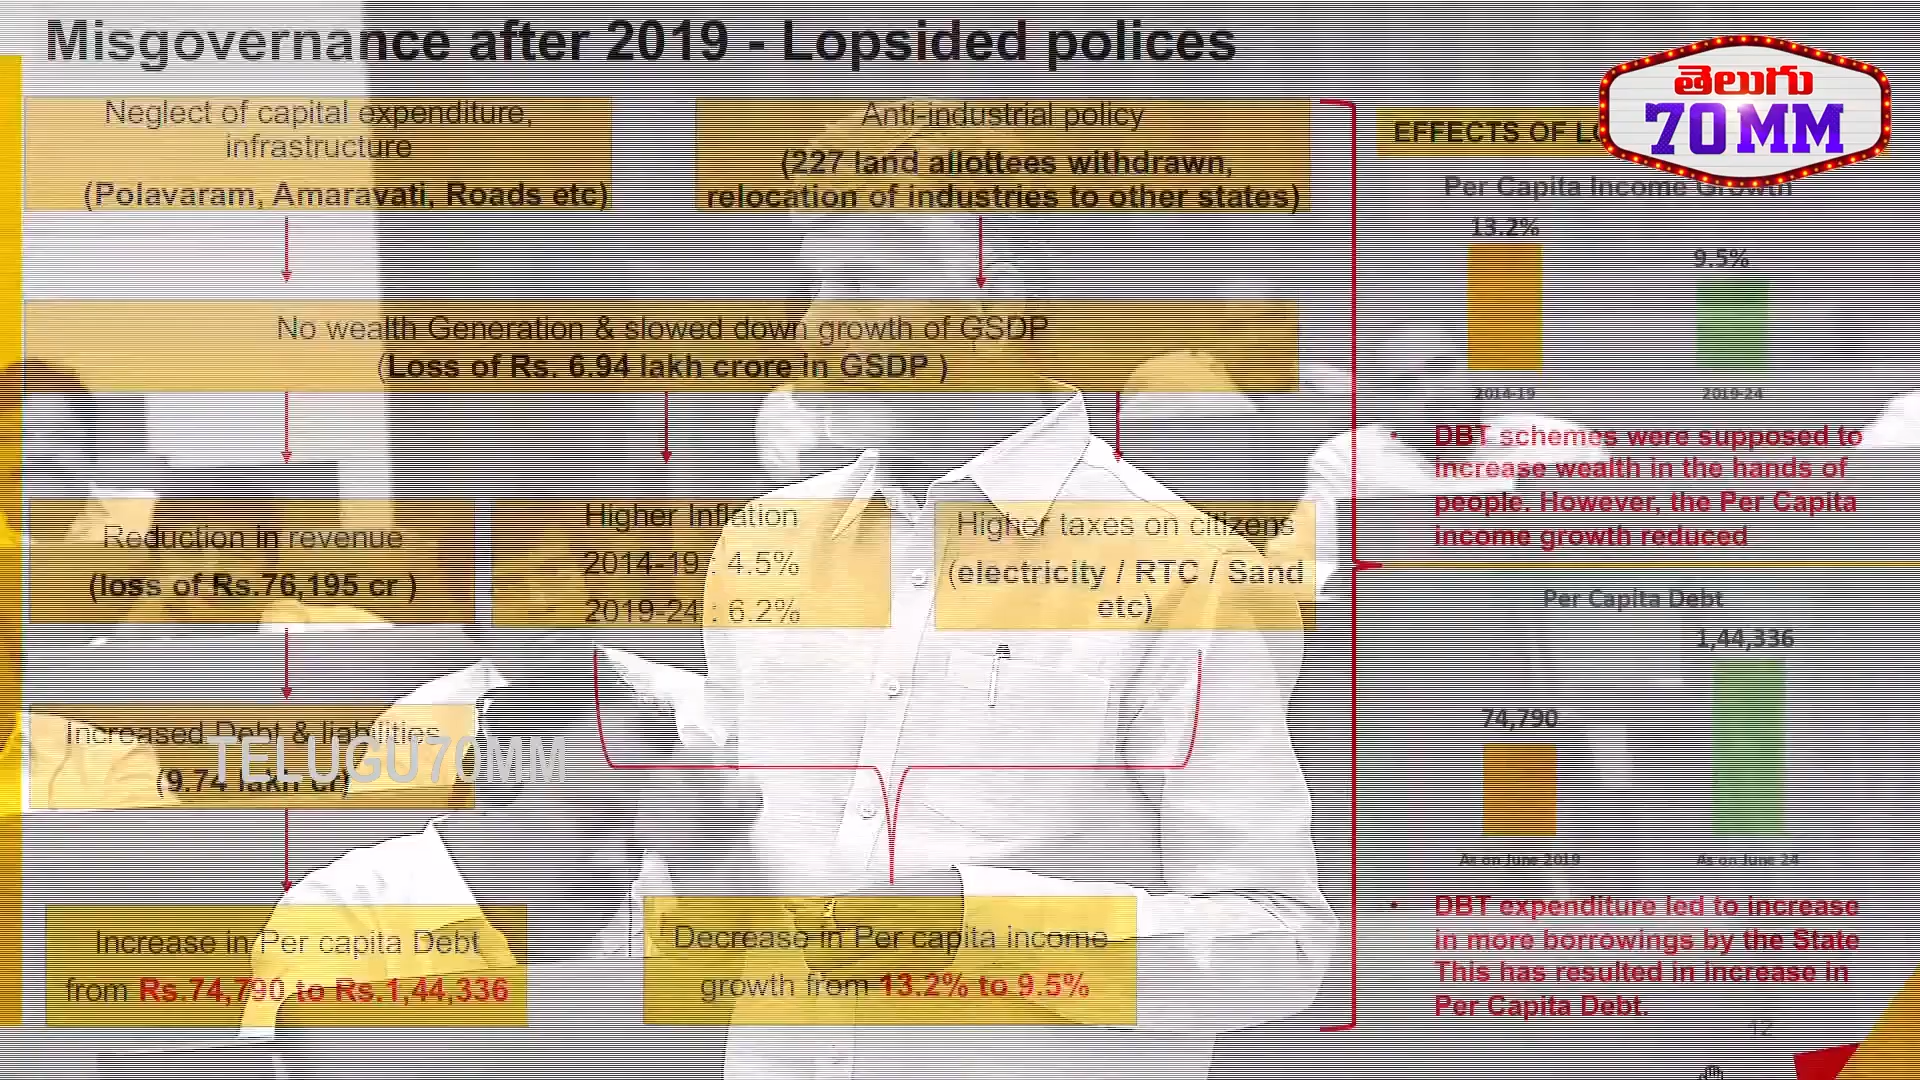 Misgovernance after 2019 - Lopsided polices
తెలుగు
70MM
Neglect of capital expenditure,
infrastructure
(Polavaram, Amaravati, Roads etc)
Anti-industrial policy
(227 land allottees withdrawn,
relocation of industries to other states)
No wealth Generation & slowed down growth of GSDP
(Loss of Rs. 6.94 lakh crore in GSDP )
Reduction in revenue
(loss of Rs.76,195 cr )
Higher Inflation
2014-19 : 4.5%
2019-24 : 6.2%
Higher taxes on citizens
(electricity / RTC / Sand
etc)
Increased Debt & liabilities
(9.74 lakh cr)
TELUGU70MM
Increase in Per capita Debt
from Rs.74,790 to Rs.1,44,336
Decrease in Per capita income
growth from 13.2% to 9.5%
EFFECTS OF
Per Capita Income Growth
13.2%
9.5%
2014-19
2019-24
• DBT schemes were supposed to
increase wealth in the hands of
people. However, the Per Capita
income growth reduced
Per Capita Debt
1,44,336
74,790
As on June 2019
As on June 24
• DBT expenditure led to increase
in more borrowings by the State
This has resulted in increase in
Per Capita Debt.
12